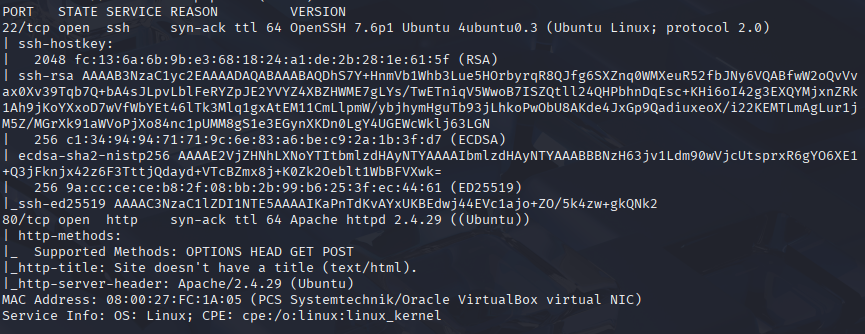 PORT   STATE SERVICE REASON         VERSION
22/tcp open  ssh     syn-ack ttl 64 OpenSSH 7.6p1 Ubuntu 4ubuntu0.3 (Ubuntu Linux; protocol 2.0)
| ssh-hostkey:
|   2048 fc:13:6a:6b:9b:e3:68:18:24:a1:de:2b:28:1e:61:5f (RSA)
| ssh-rsa AAAAB3NzaC1yc2EAAAADAQABAAABAQDhS7Y+HnmVb1Whb3Lue5HOrbyrqR8QJfg6SXZnq0WMXeuR52fbJNy6VQABfwW2oQvVv
ax0Xv39Tqb7Q+bA4sJLpvLblFeRYZpJE2YVYZ4XBZHWME7gLYs/TwETniqV5WwoB7ISZQtll24QHPbhnDqEsc+KHi6oI42g3EXQYMjxnZRk
1Ah9jKoYXxoD7wVfWbYEt46lTk3Mlq1gxAtEM11CmLlpmW/ybjhymHguTb93jLhkoPwObU8AKde4JxGp9QadiuxeoX/i22KEMTLmAgLur1j
M5Z/MGrXk91aWVoPjXo84nc1pUMM8gS1e3EGynXKDn0LgY4UGEWcWklj63LGN
|   256 c1:34:94:94:71:71:9c:6e:83:a6:be:c9:2a:1b:3f:d7 (ECDSA)
| ecdsa-sha2-nistp256 AAAAE2VjZHNhLXNoYTItbmlzdHAyNTYAAAAIbmlzdHAyNTYAAABBBNzH63jv1Ldm90wVjcUtsprxR6gYO6XE1
+Q3jFknjx42z6F3TttjQdayd+VTcBZmx8j+K0Zk2Oeblt1WbBFVXwk=
|   256 9a:cc:ce:ce:b8:2f:08:bb:2b:99:b6:25:3f:ec:44:61 (ED25519)
|_ssh-ed25519 AAAAC3NzaC1lZDI1NTE5AAAAIKaPnTdKvAYxUKBEdwj44EVc1ajo+ZO/5k4zw+gkQNk2
80/tcp open  http    syn-ack ttl 64 Apache httpd 2.4.29 ((Ubuntu))
| http-methods:
|_  Supported Methods: OPTIONS HEAD GET POST
|_http-title: Site doesn't have a title (text/html).
|_http-server-header: Apache/2.4.29 (Ubuntu)
MAC Address: 08:00:27:FC:1A:05 (PCS Systemtechnik/Oracle VirtualBox virtual NIC)
Service Info: OS: Linux; CPE: cpe:/o:linux:linux_kernel